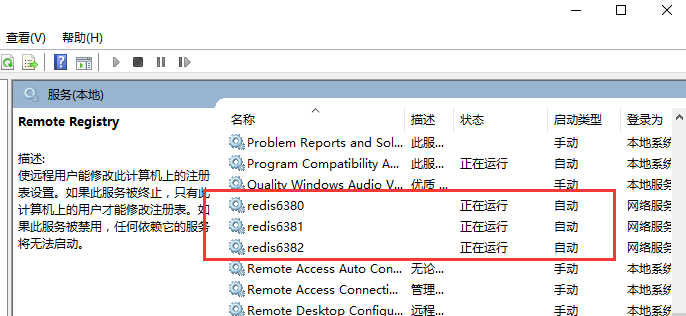 查看(V) 帮助(H)
服务(本地)
Remote Registry
描述:
使远程用户能修改此计算机上的注册
表设置。如果此服务被终止，只有此
计算机上的用户才能修改注册表。如
果此服务被禁用，任何依赖它的服务
将无法启动。
名称 描述 状态 启动类型 登录为
Problem Reports and Sol... 此服... 手动 本地系统
Program Compatibility A... 此服... 正在运行 自动 本地系统
Quality Windows Audio V... 优质 ... 手动 本地服务
redis6380 正在运行 自动 网络服务
redis6381 正在运行 自动 网络服务
redis6382 正在运行 自动 网络服务
Remote Access Auto Con... 无论... 手动 本地系统
Remote Access Connecti... 管理... 手动 本地系统
Remote Desktop Configu... 远程... 手动 本地系统